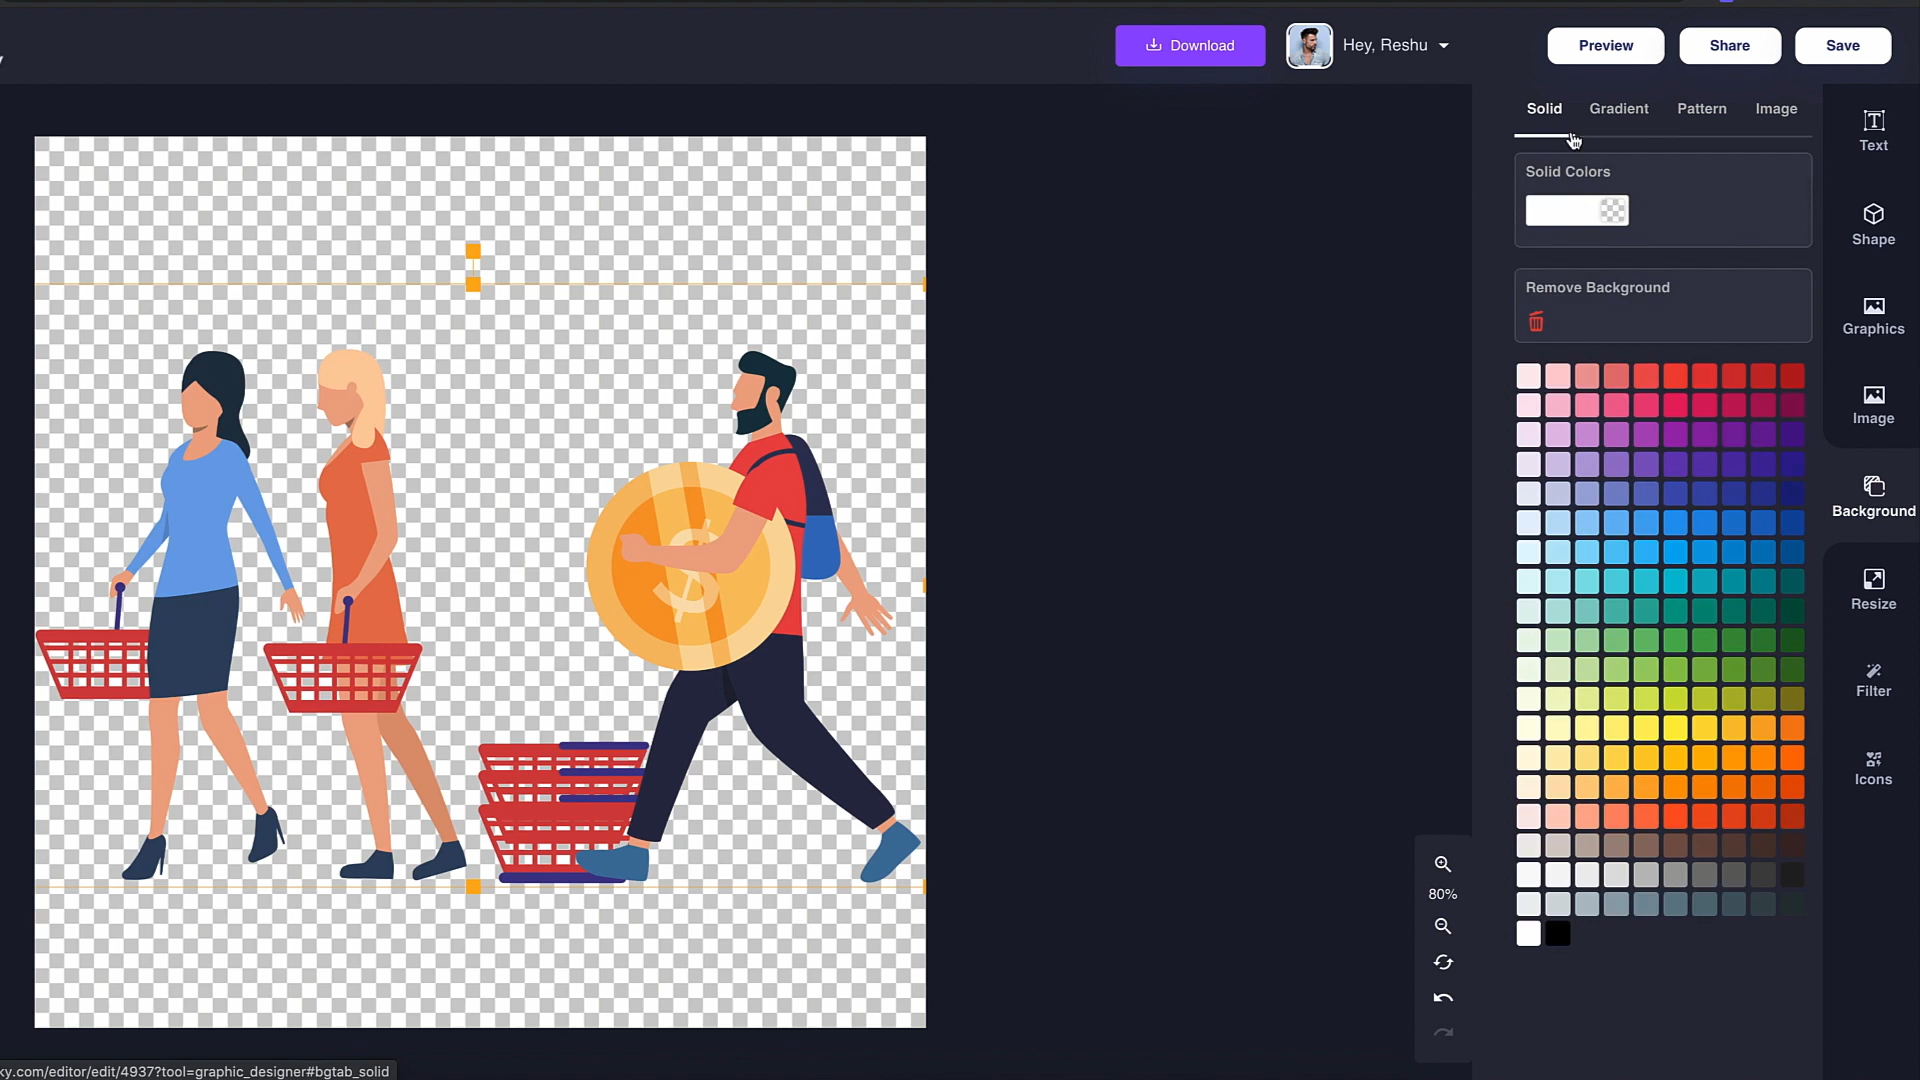 Download
Hey, Reshu
Preview
Share
Save
Solid
Gradient
Pattern
Image
Solid Colors
Remove Background
Text
Shape
Graphics
Image
Background
Resize
Filter
Icons
80%
$
ky.com/editor/edit/4937?tool=graphic_designer#bgtab_solid